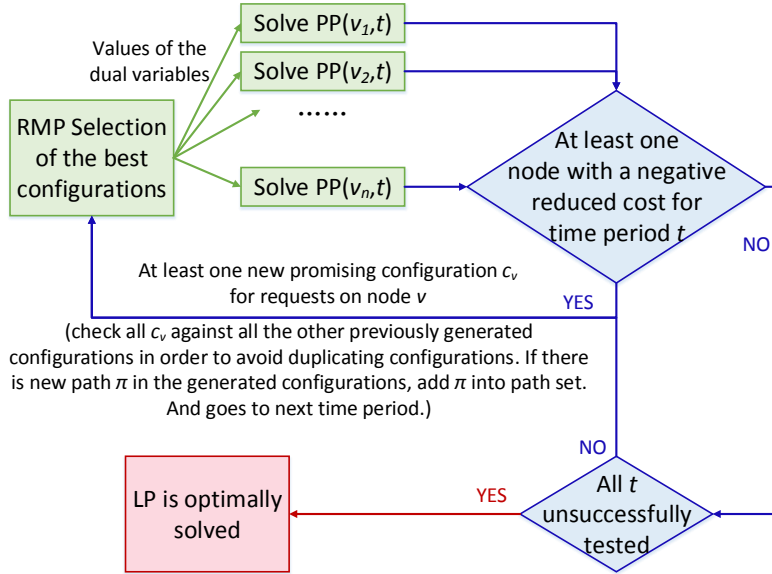 Solve PP(v₁,t)
Values of the
dual variables
Solve PP(v₂,t)
......
RMP Selection
of the best
configurations
Solve PP(vₙ,t)
At least one
node with a negative
reduced cost for
time period t
NO
At least one new promising configuration cᵥ
for requests on node v
YES
(check all cᵥ against all the other previously generated
configurations in order to avoid duplicating configurations. If there
is new path π in the generated configurations, add π into path set.
And goes to next time period.)
NO
LP is optimally
solved
YES
All t
unsuccessfully
tested